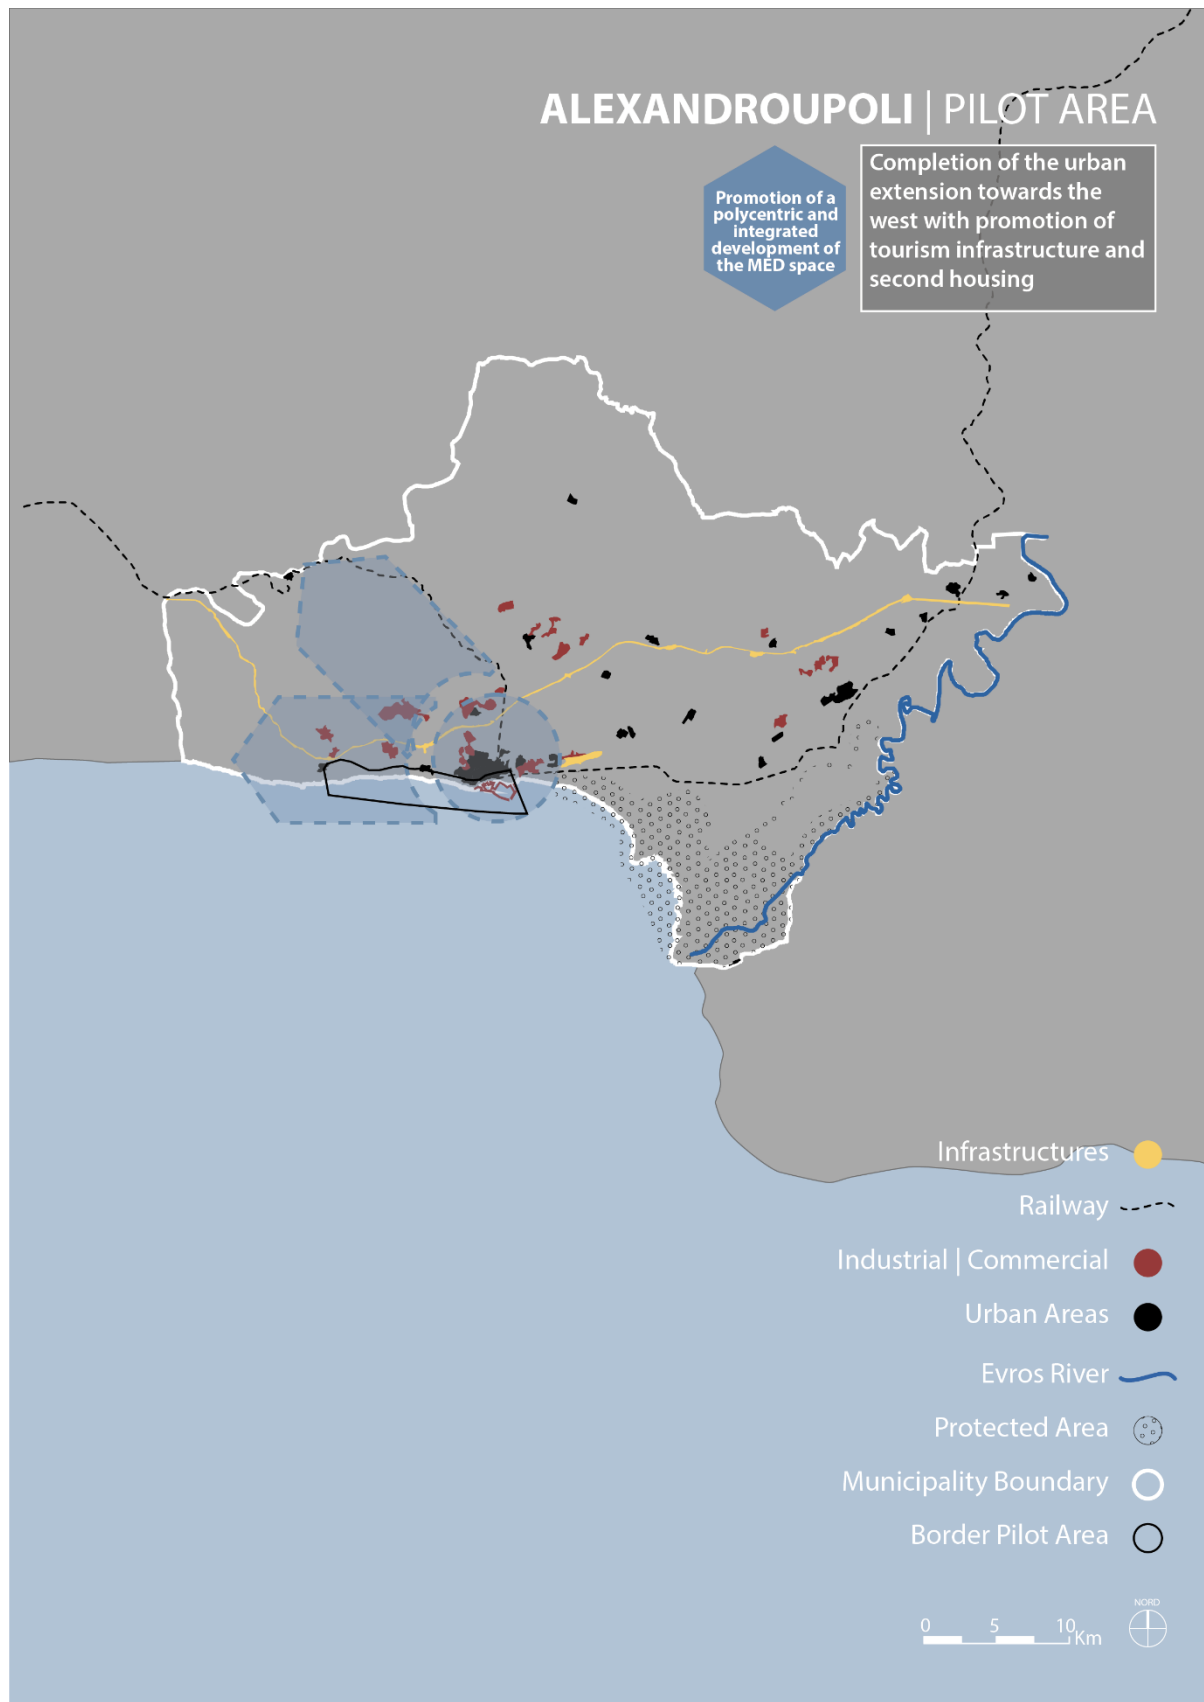 ALEXANDROUPOLI | PILOT AREA
Promotion of a
polycentric and
integrated
development of
the MED space
Completion of the urban
extension towards the
west with promotion of
tourism infrastructure and
second housing
Infrastructures
Railway
Industrial | Commercial
Urban Areas
Evros River
Protected Area
Municipality Boundary
Border Pilot Area
NORD
0 5 10 Km